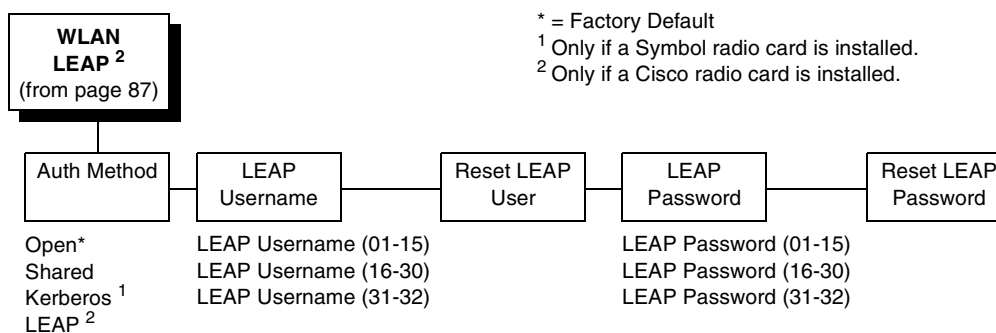 WLAN
LEAP 2
(from page 87)
* = Factory Default
1 Only if a Symbol radio card is installed.
2 Only if a Cisco radio card is installed.
Auth Method
LEAP
Username
Reset LEAP
User
LEAP
Password
Reset LEAP
Password
Open*
Shared
Kerberos 1
LEAP 2
LEAP Username (01-15)
LEAP Username (16-30)
LEAP Username (31-32)
LEAP Password (01-15)
LEAP Password (16-30)
LEAP Password (31-32)